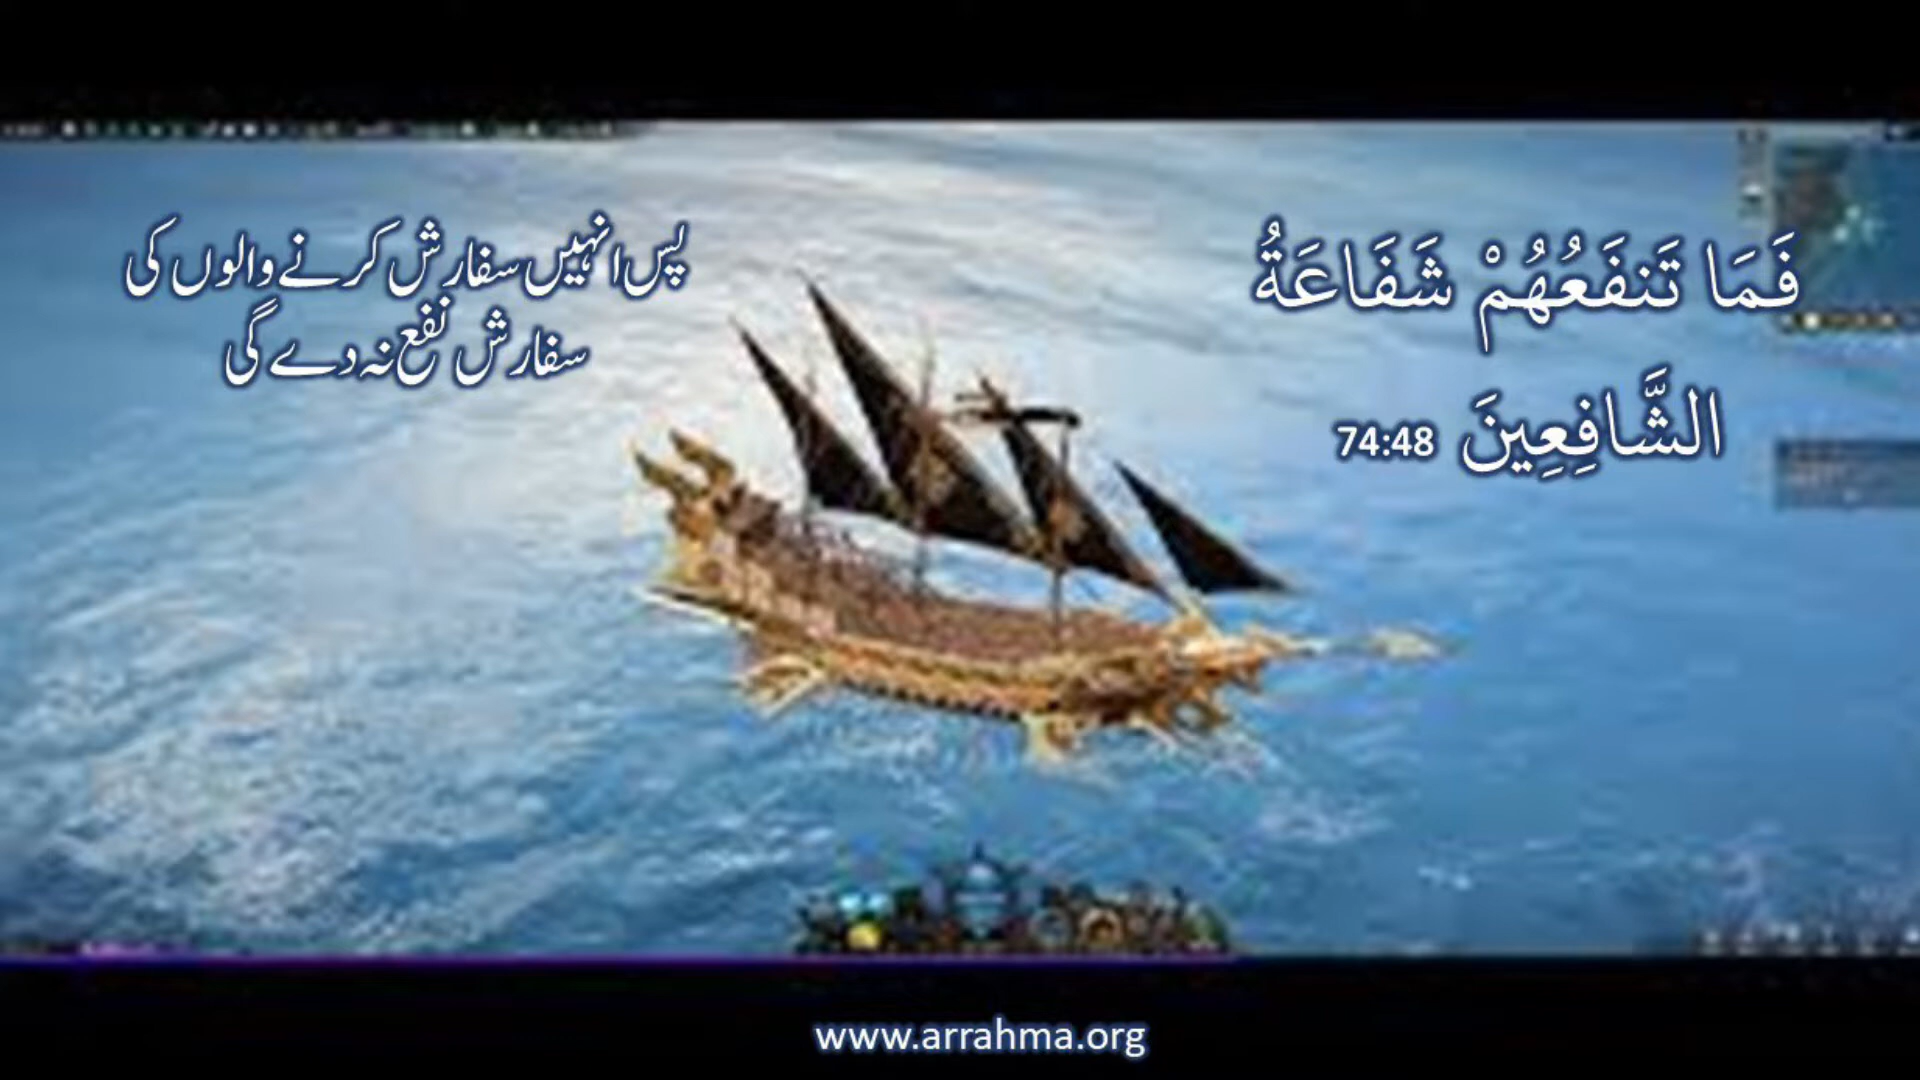 فَمَا تَنفَعُهُمْ شَفَاعَةُ
الشَّافِعِينَ 74:48
پس انہیں سفارش کرنے والوں کی
سفارش نفع نہ دے گی
www.arrahma.org